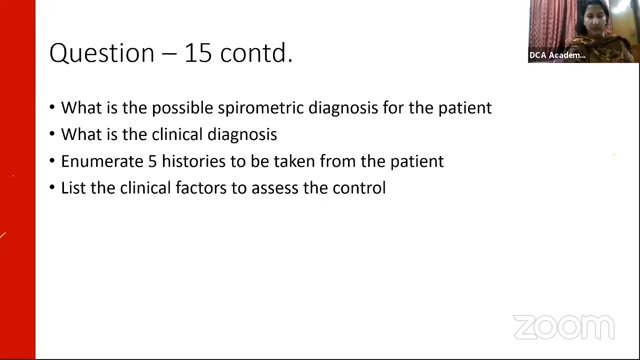 Question – 15 contd.
DCA Academ...
• What is the possible spirometric diagnosis for the patient
• What is the clinical diagnosis
• Enumerate 5 histories to be taken from the patient
• List the clinical factors to assess the control
zoom